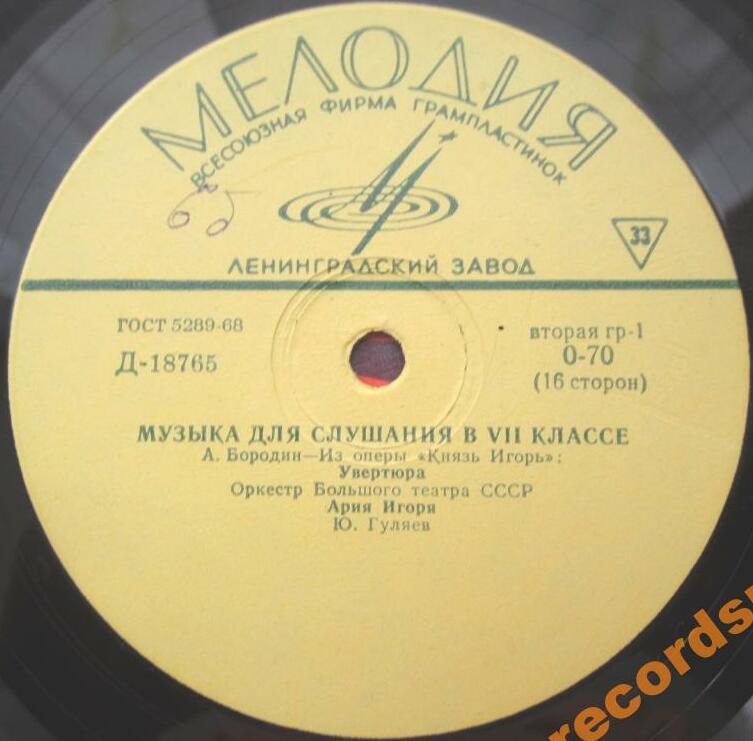 МЕЛОДИЯ
ВСЕСОЮЗНАЯ ФИРМА ГРАМПЛАСТИНОК
33
ЛЕНИНГРАДСКИЙ ЗАВОД
ГОСТ 5289-68
Д-18765
вторая гр-1
0-70
(16 сторон)
МУЗЫКА ДЛЯ СЛУШАНИЯ В VII КЛАССЕ
А. Бородин—Из оперы «Князь Игорь»:
Увертюра
Оркестр Большого театра СССР
Ария Игоря
Ю. Гуляев
records